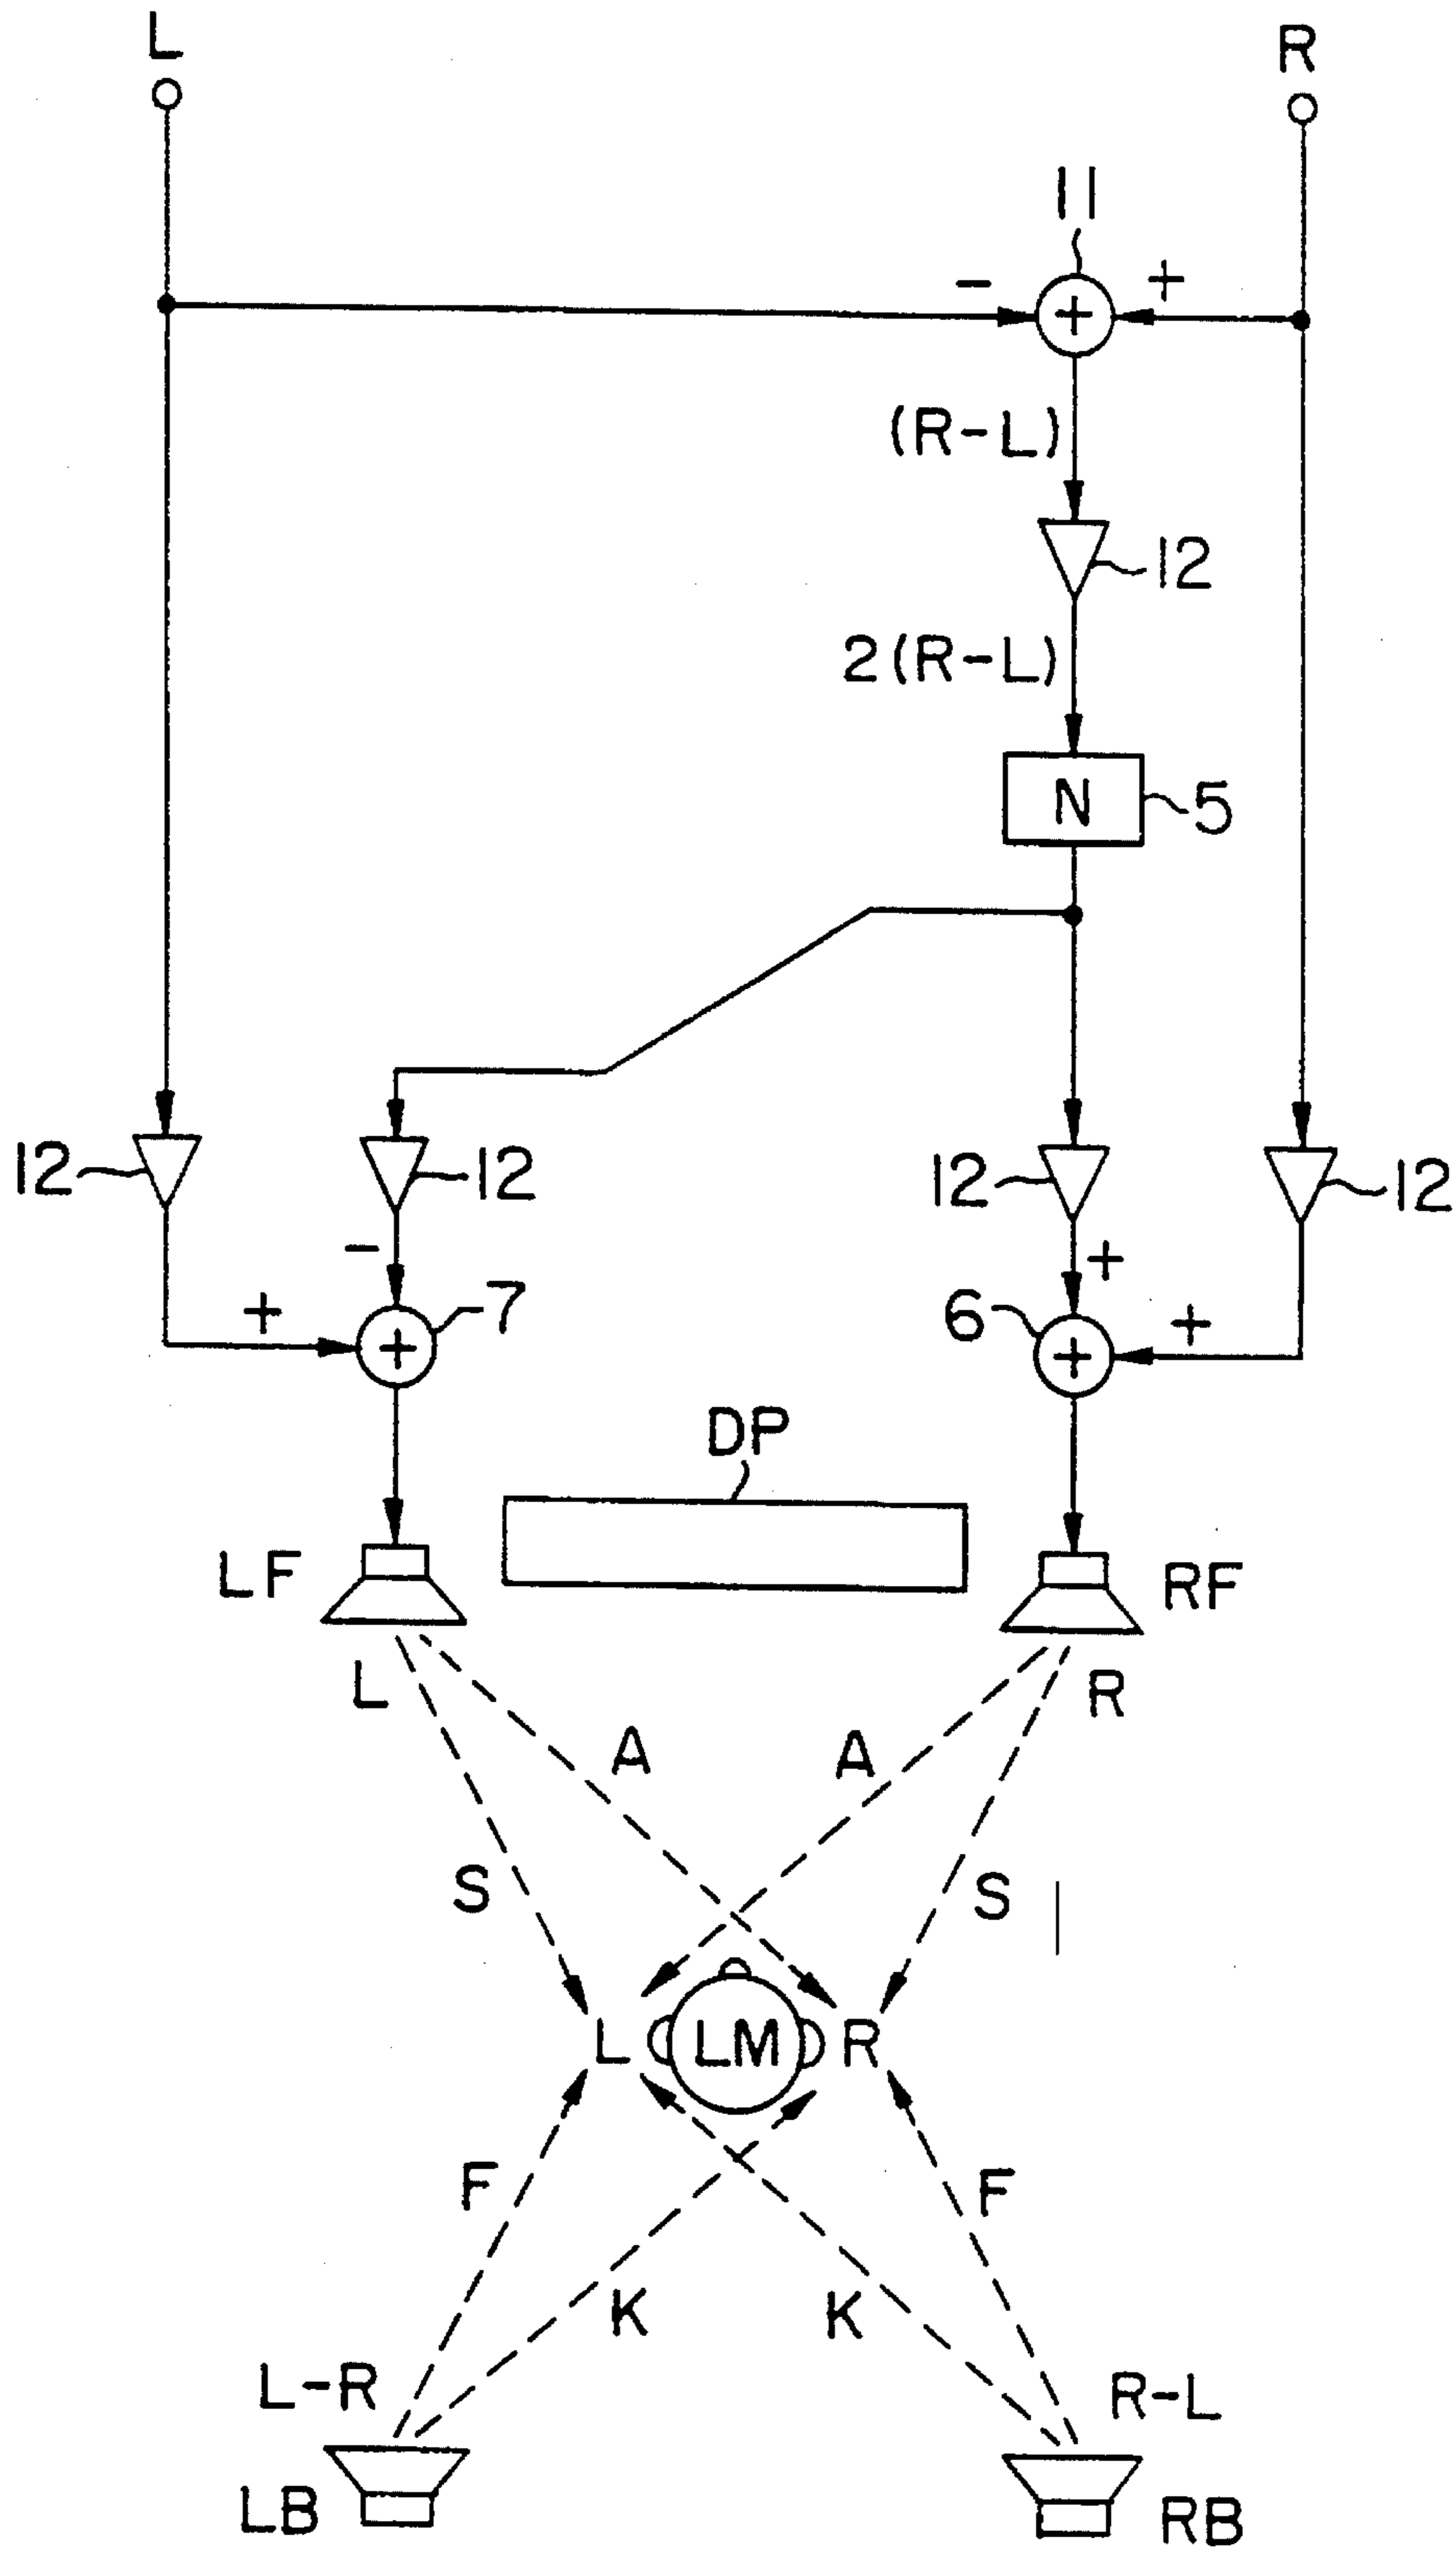 L
R
11
-
+
+
(R-L)
12
2(R-L)
N
5
12
12
12
12
-
+
+
7
6
+
+
+
DP
LF
RF
L
R
A
A
S
S
L
LM
R
F
F
K
K
L-R
R-L
LB
RB